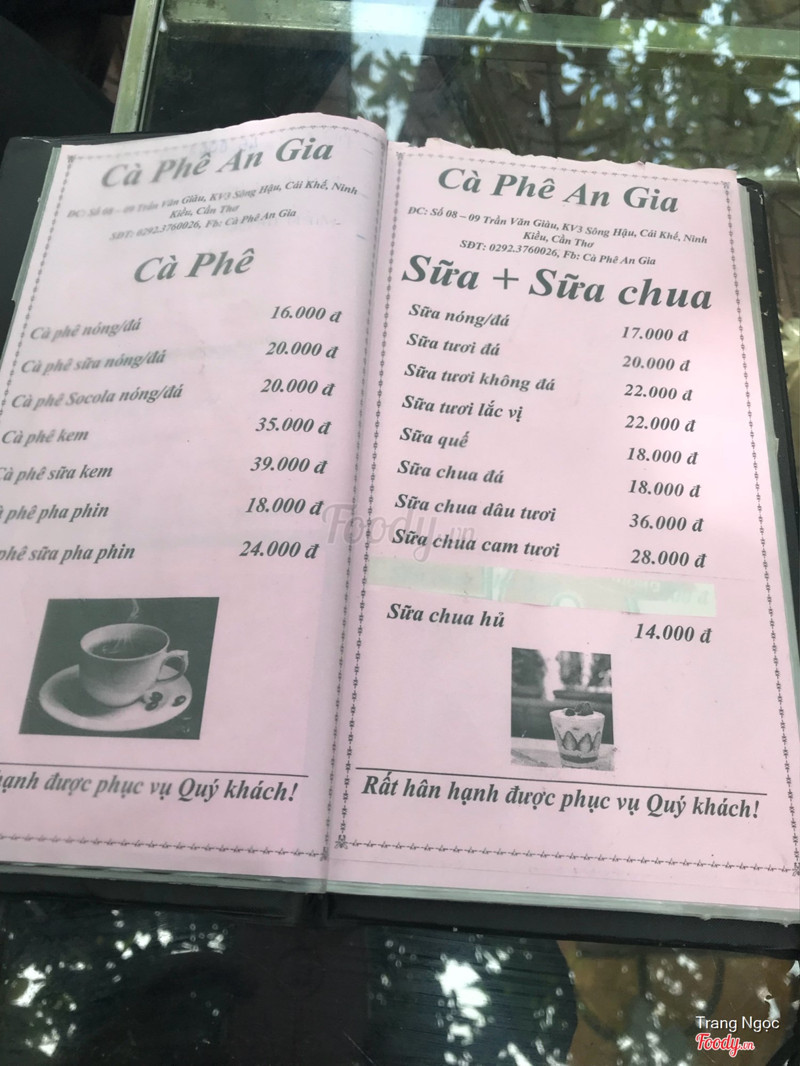 Cà Phê An Gia
ĐC: Số 08 – 09 Trần Văn Giàu, KV3 Sông Hậu, Cái Khế, Ninh
Kiều, Cần Thơ
SĐT: 0292.3760026, Fb: Cà Phê An Gia
Cà Phê
Cà phê nóng/đá 16.000 đ
Cà phê sữa nóng/đá 20.000 đ
Cà phê Socola nóng/đá 20.000 đ
Cà phê kem 35.000 đ
Cà phê sữa kem 39.000 đ
phê pha phin 18.000 đ
phê sữa pha phin 24.000 đ
hạnh được phục vụ Quý khách!
Cà Phê An Gia
ĐC: Số 08 – 09 Trần Văn Giàu, KV3 Sông Hậu, Cái Khế, Ninh
Kiều, Cần Thơ
SĐT: 0292.3760026, Fb: Cà Phê An Gia
Sữa + Sữa chua
Sữa nóng/đá 17.000 đ
Sữa tươi đá 20.000 đ
Sữa tươi không đá 22.000 đ
Sữa tươi lắc vị 22.000 đ
Sữa quế 18.000 đ
Sữa chua đá 18.000 đ
Sữa chua dâu tươi 36.000 đ
Sữa chua cam tươi 28.000 đ
Sữa chua hủ 14.000 đ
Rất hân hạnh được phục vụ Quý khách!
Foody.vn
Trang Ngọc
Foody.vn